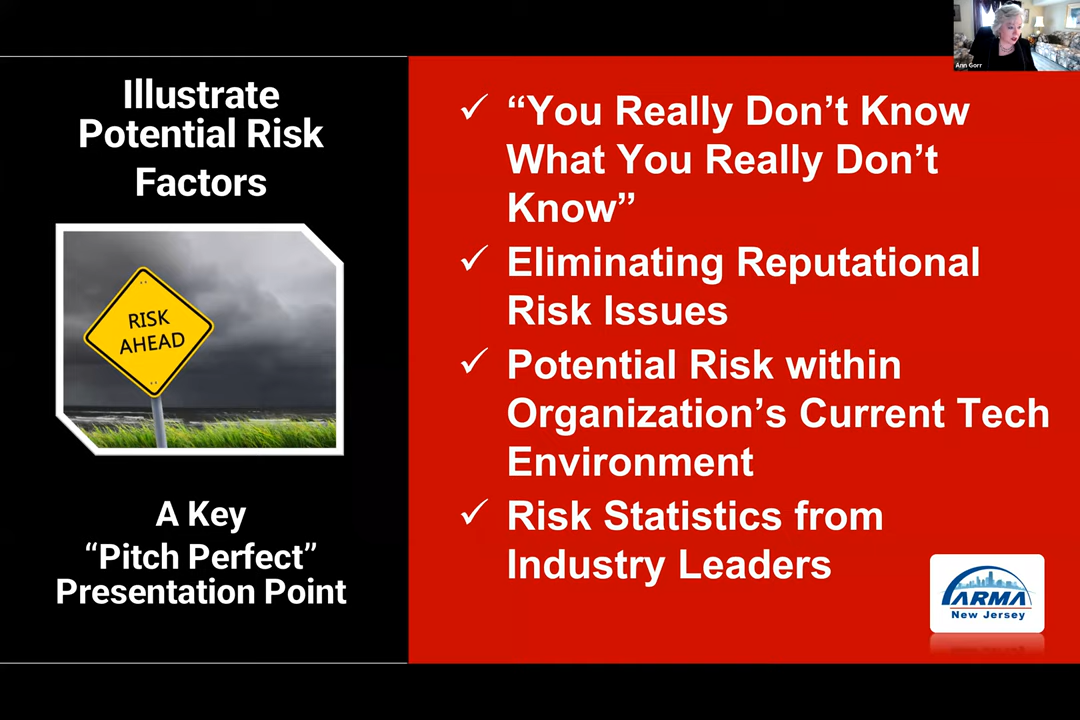 Illustrate
Potential Risk
Factors
RISK
AHEAD
A Key
“Pitch Perfect”
Presentation Point
✓ “You Really Don’t Know
What You Really Don’t
Know”
✓ Eliminating Reputational
Risk Issues
✓ Potential Risk within
Organization’s Current Tech
Environment
✓ Risk Statistics from
Industry Leaders
ARMA
New Jersey
Ann Gorr